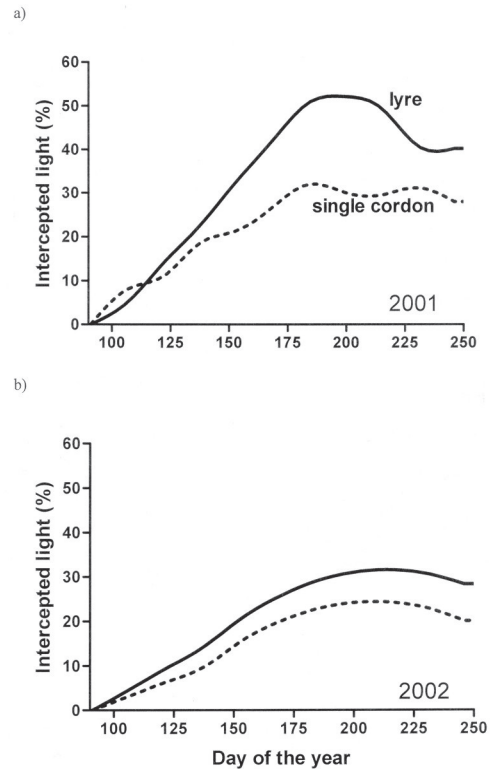 a)
60
50
40
30
20
10
0
Intercepted light (%)
lyre
single cordon
2001
100 125 150 175 200 225 250
b)
60
50
40
30
20
10
0
Intercepted light (%)
2002
100 125 150 175 200 225 250
Day of the year